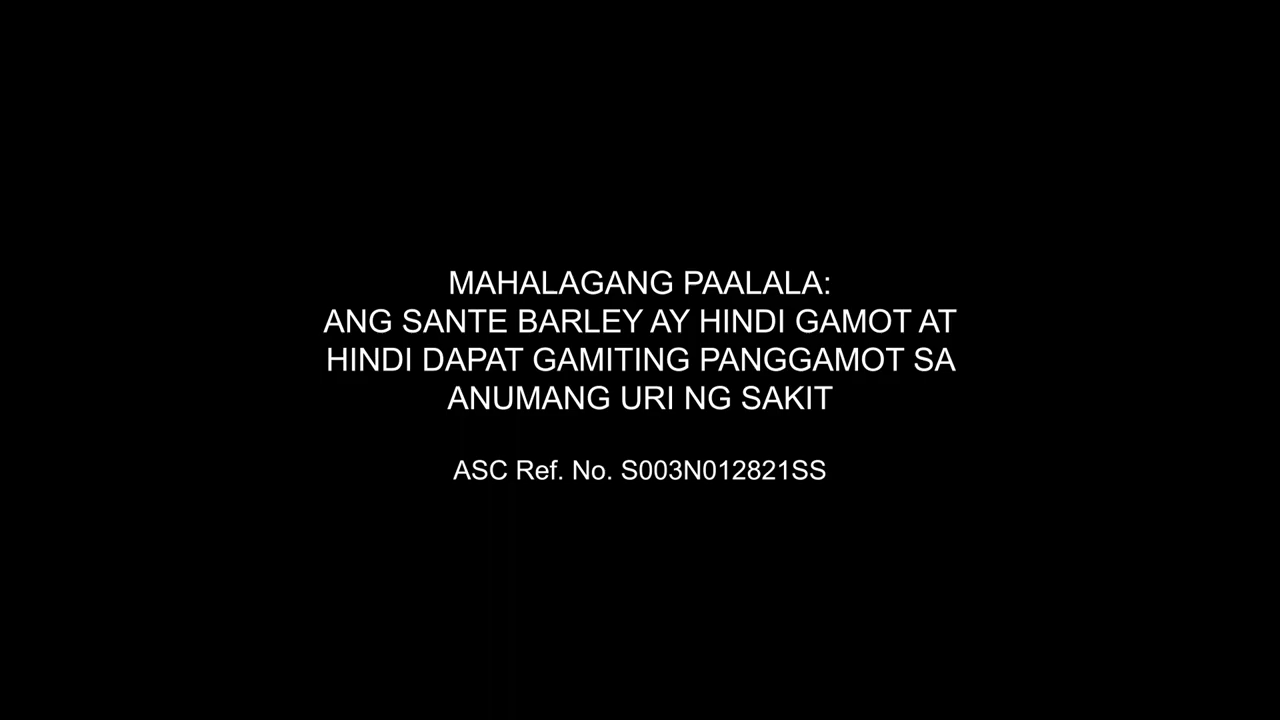 MAHALAGANG PAALALA:
ANG SANTE BARLEY AY HINDI GAMOT AT
HINDI DAPAT GAMITING PANGGAMOT SA
ANUMANG URI NG SAKIT
ASC Ref. No. S003N012821SS